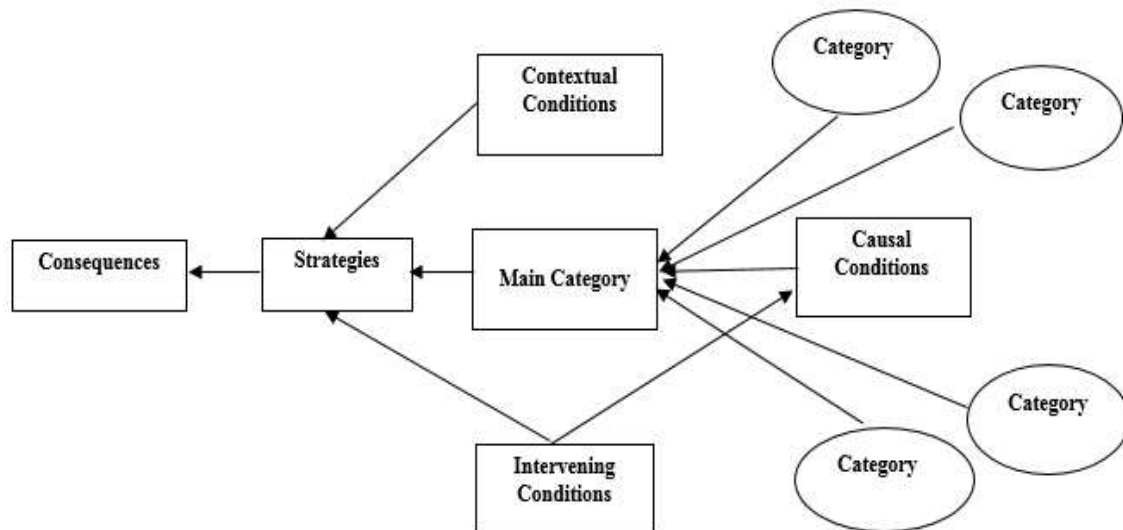 Category
Contextual
Conditions
Category
Consequences
Strategies
Main Category
Causal
Conditions
Category
Intervening
Conditions
Category